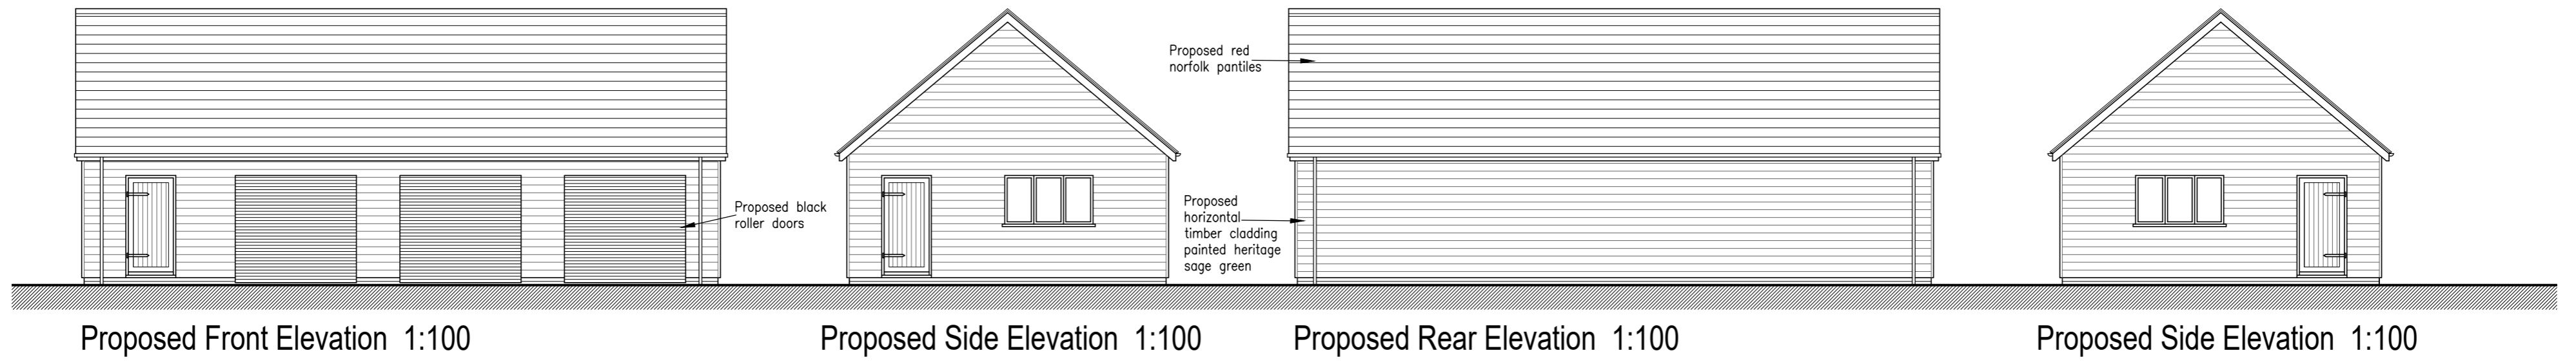 Proposed red
norfolk pantiles
Proposed black
roller doors
Proposed
horizontal
timber cladding
painted heritage
sage green
Proposed Front Elevation 1:100
Proposed Side Elevation 1:100
Proposed Rear Elevation 1:100
Proposed Side Elevation 1:100